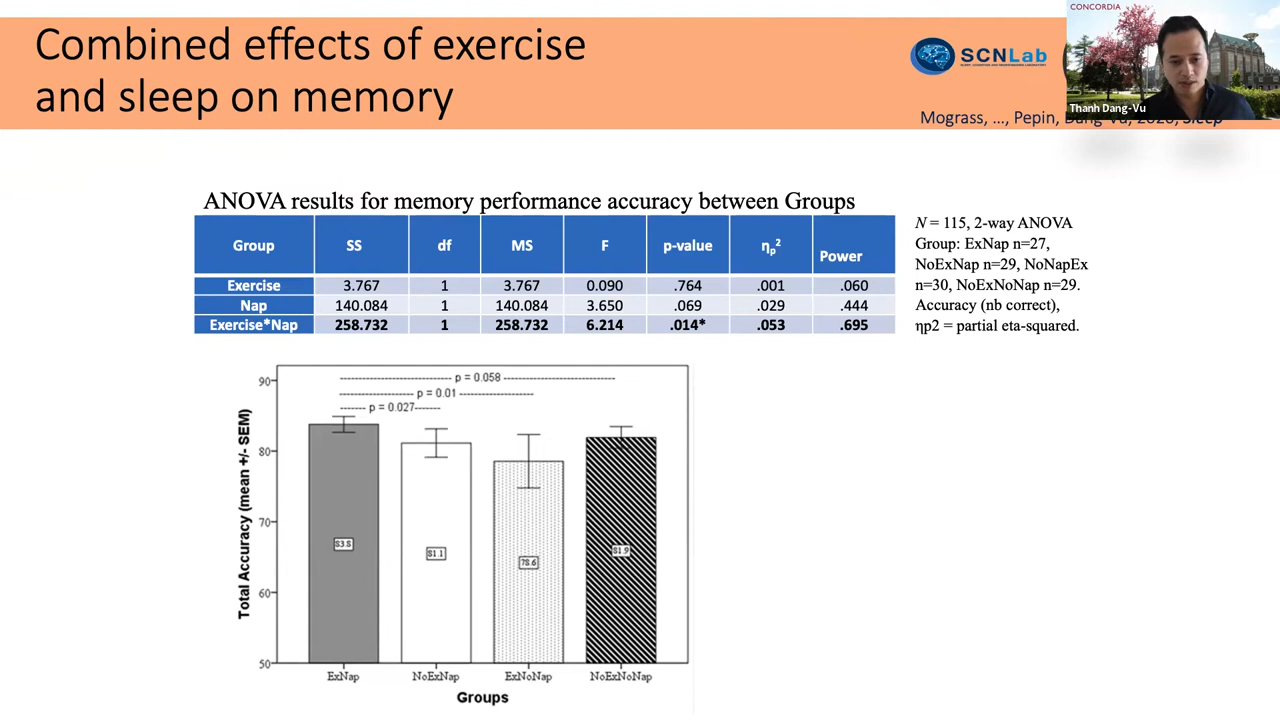 Combined effects of exercise
and sleep on memory
SCNLab
CONCORDIA
Thanh Dang-Vu
Mograss, …, Pepin, Dang-Vu, 2020, Sleep
ANOVA results for memory performance accuracy between Groups
Group SS df MS F p-value ηp² Power
Exercise 3.767 1 3.767 0.090 .764 .001 .060
Nap 140.084 1 140.084 3.650 .069 .029 .444
Exercise*Nap 258.732 1 258.732 6.214 .014* .053 .695
N = 115, 2-way ANOVA
Group: ExNap n=27,
NoExNap n=29, NoNapEx
n=30, NoExNoNap n=29.
Accuracy (nb correct),
ηp2 = partial eta-squared.
Total Accuracy (mean +/- SEM)
90
80
70
60
50
p = 0.058
p = 0.01
p = 0.027
83.8
81.1
78.6
81.9
ExNap NoExNap ExNoNap NoExNoNap
Groups